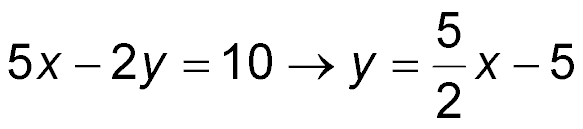 5x − 2y = 10 → y = 5/2 x − 5